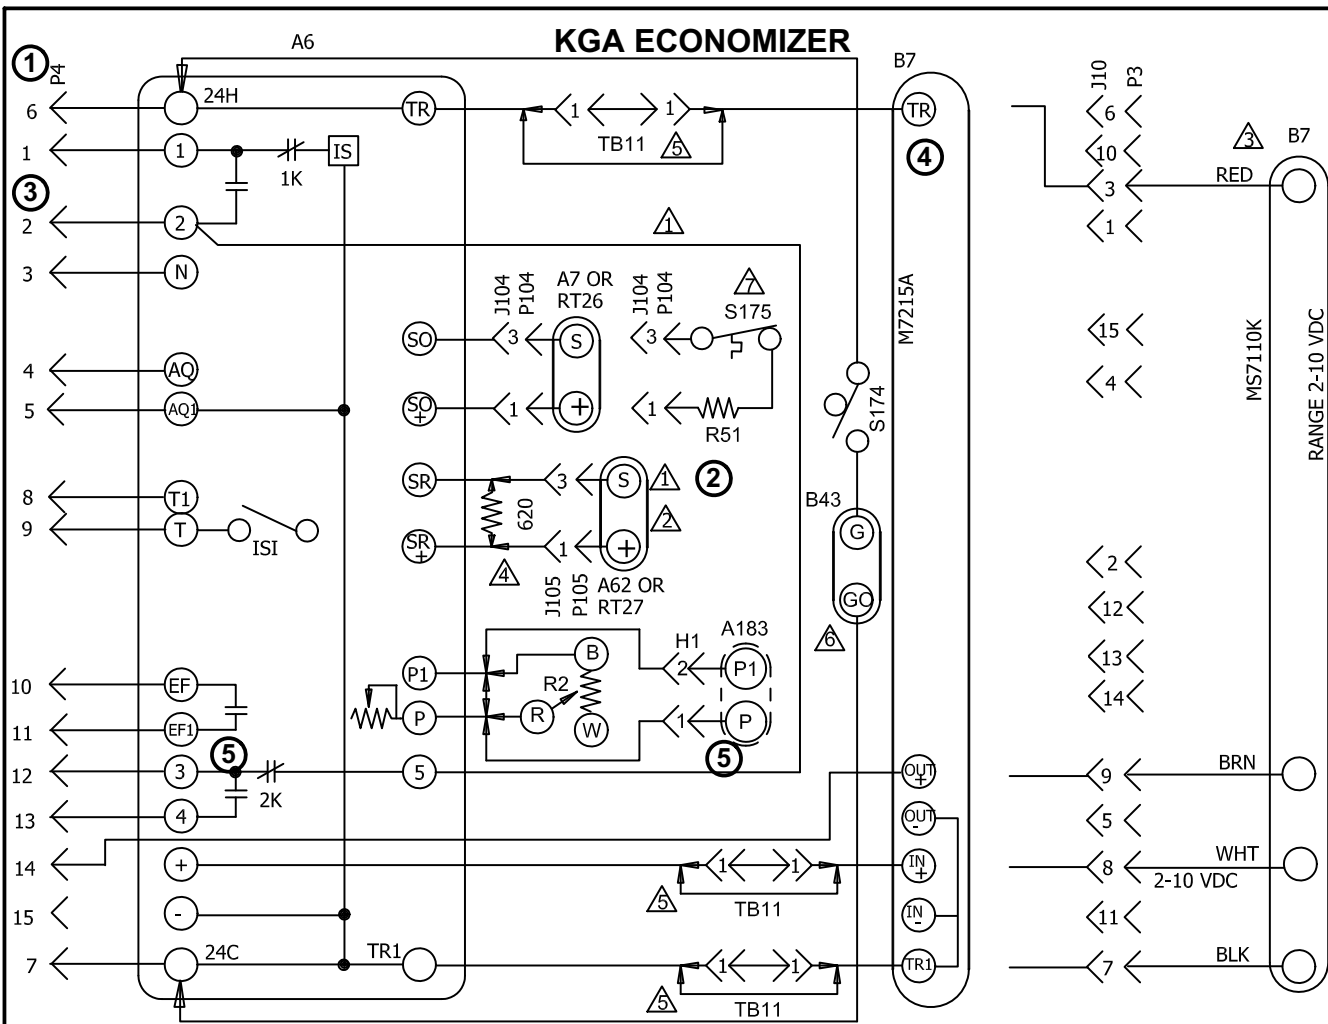 KGA ECONOMIZER
A6
B7
1
P4
J10
P3
6
24H
TR
1
1
TB11
5
TR
4
6
3
B7
1
1
1K
IS
10
3
RED
3
2
2
1
1
3
N
J104
P104
A7 OR
RT26
J104
P104
7
S175
M7215A
MS7110K
RANGE 2-10 VDC
SO
3
S
3
15
4
AQ
4
5
AQ1
SO
+
1
+
1
R51
S174
SR
3
S
1
2
8
T1
620
2
B43
9
T
ISI
SR
+
1
+
G
4
J105
P105
A62 OR
RT27
GO
6
2
12
13
14
H1
A183
B
P1
2
P1
10
EF
R2
P
R
W
1
P
11
EF1
5
5
12
3
2K
5
OUT
+
9
BRN
13
4
OUT
-
5
14
+
1
1
IN
+
8
WHT
2-10 VDC
5
TB11
15
-
IN
-
11
7
24C
TR1
1
1
TR1
7
BLK
5
TB11